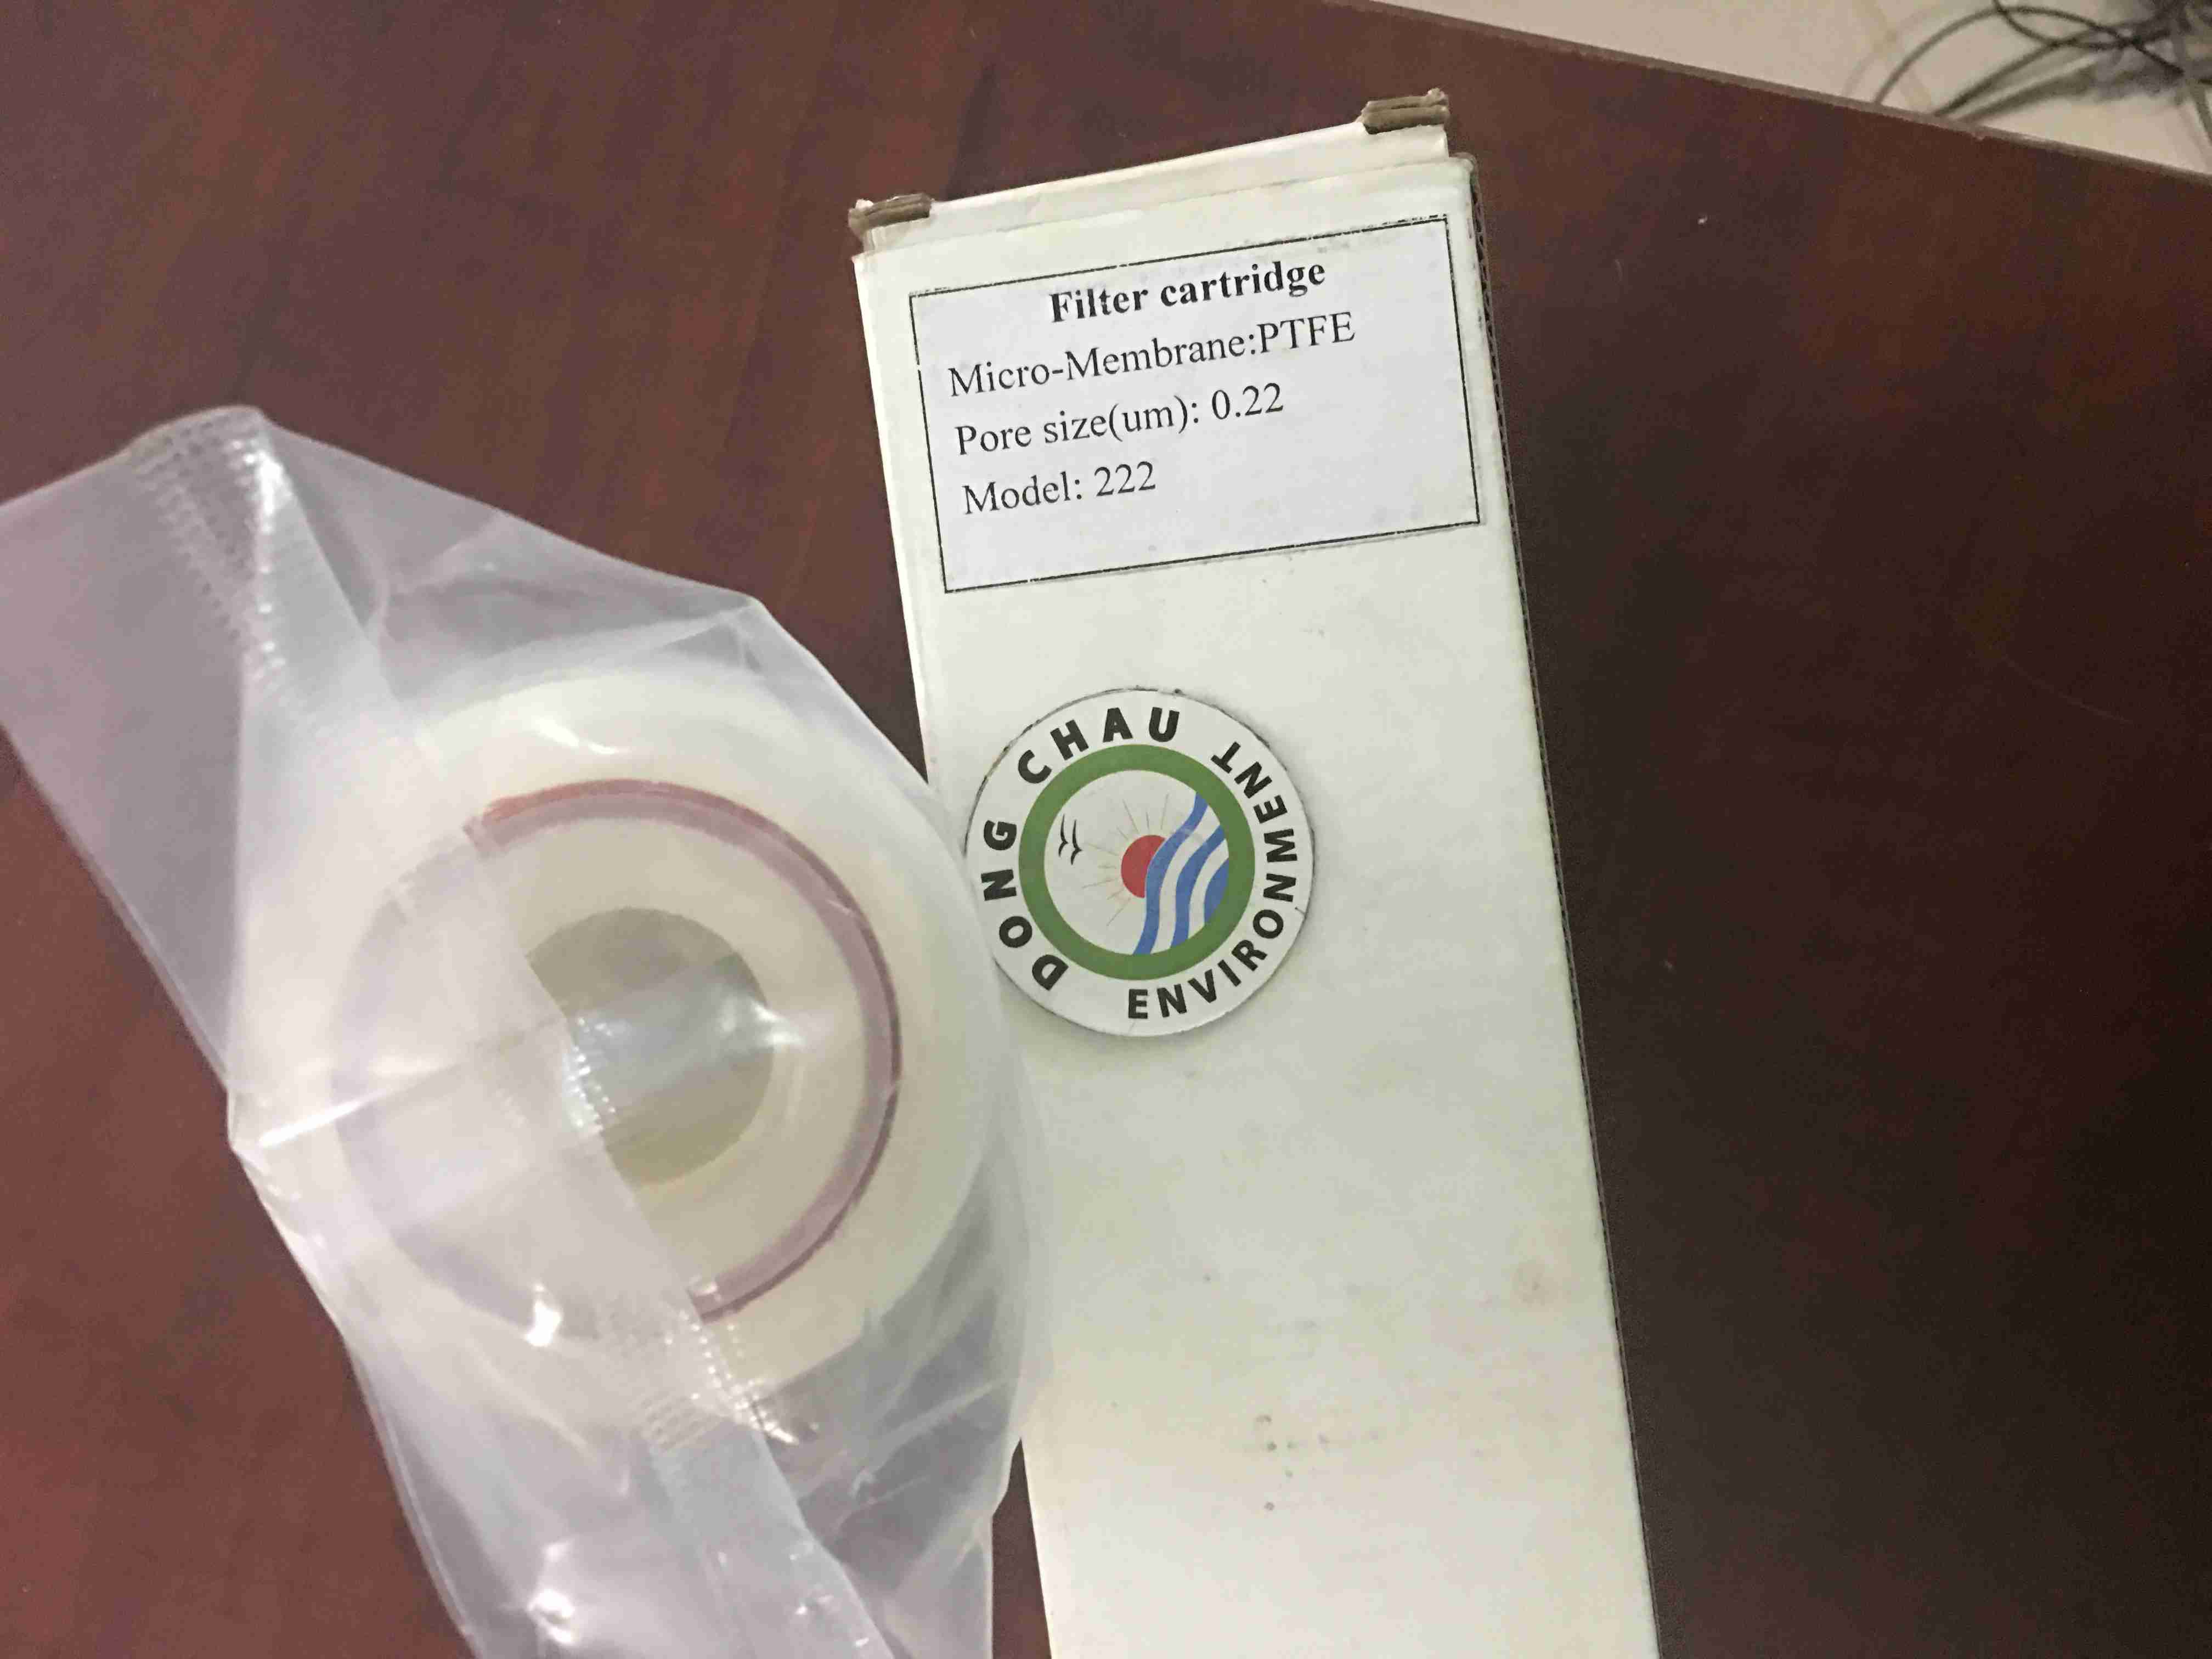 Filter cartridge
Micro-Membrane:PTFE
Pore size(um): 0.22
Model: 222
DONG CHAU
ENVIRONMENT